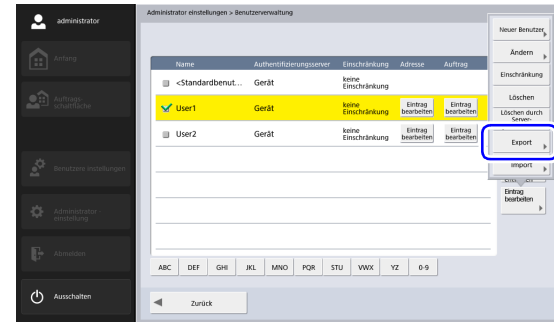 administrator
Anfang
Auftrags-
schaltfläche
Benutzere instellungen
Administrator-
einstellung
Abmelden
Ausschalten
Administrator einstellungen > Benutzerverwaltung
Name Authentifizierungsserver Einschränkung Adresse Auftrag
<Standardbenut... Gerät keine
Einschränkung
User1 Gerät keine
Einschränkung Eintrag
bearbeiten Eintrag
bearbeiten
User2 Gerät keine
Einschränkung Eintrag
bearbeiten Eintrag
bearbeiten
ABC DEF GHI JKL MNO PQR STU VWX YZ 0-9
Zurück
Neuer Benutzer
Ändern
Einschränkung
Löschen
Löschen durch
Server-
Export
Import
Eintrag
bearbeiten